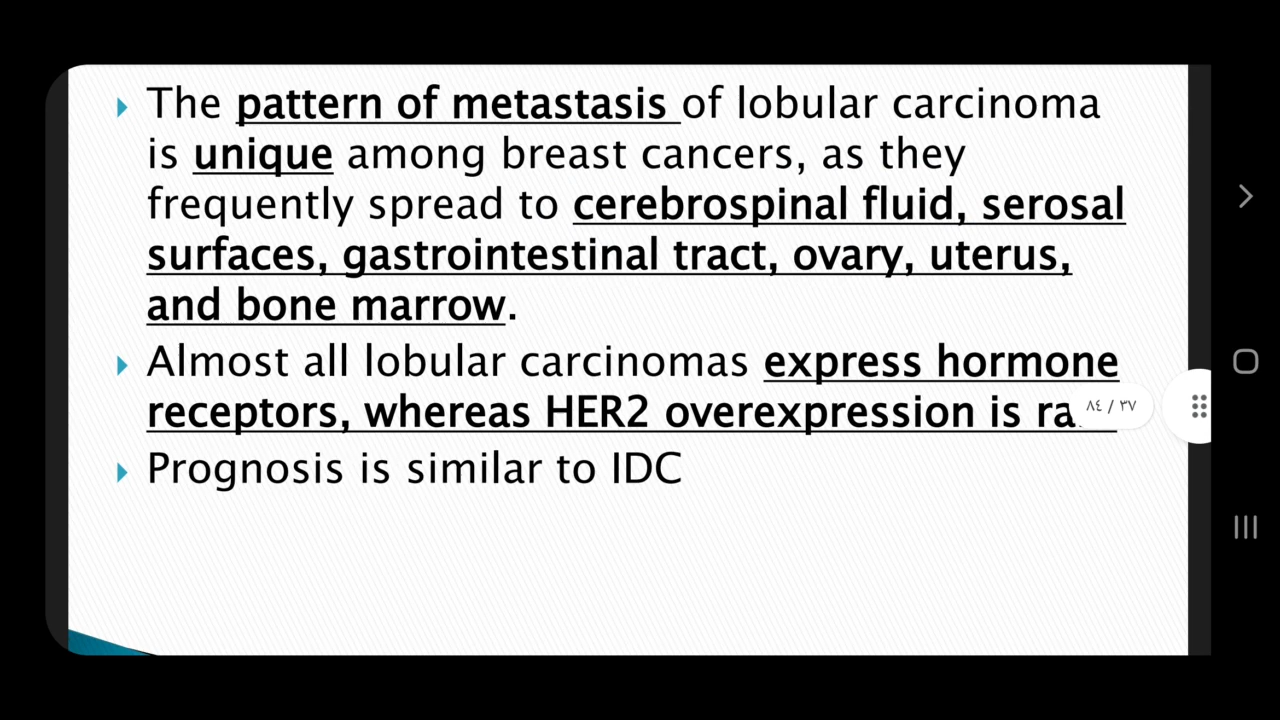 The pattern of metastasis of lobular carcinoma
is unique among breast cancers, as they
frequently spread to cerebrospinal fluid, serosal
surfaces, gastrointestinal tract, ovary, uterus,
and bone marrow.
Almost all lobular carcinomas express hormone
receptors, whereas HER2 overexpression is
٨٤ / ٣٧
Prognosis is similar to IDC